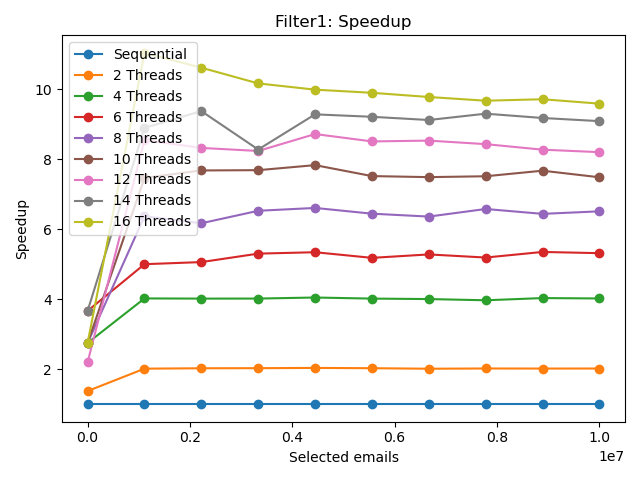 Filter1: Speedup
Sequential
2 Threads
4 Threads
6 Threads
8 Threads
10 Threads
12 Threads
14 Threads
16 Threads
10
8
6
4
2
Speedup
0.0 0.2 0.4 0.6 0.8 1.0
1e7
Selected emails